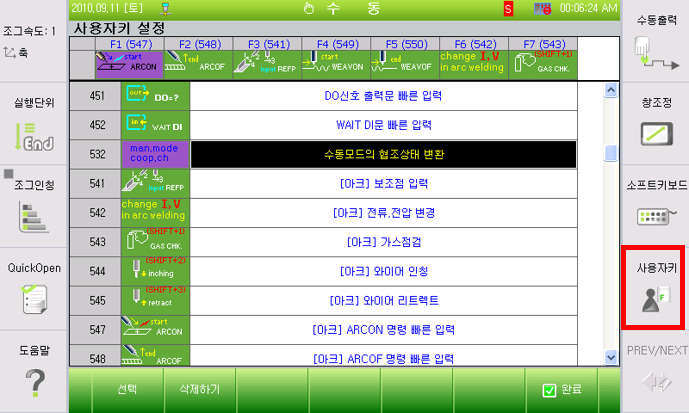 2010.09.11 [토] 수 동 S 00:06:24 AM
조그속도: 1
축
실행단위
End
조그인칭
QuickOpen
도움말
사용자키 설정
F1 (547) F2 (548) F3 (541) F4 (549) F5 (550) F6 (542) F7 (543)
start ARCON
end ARCOF
input REFP
start WEAVON
end WEAVOF
change I,V in arc welding
(SHIFT+1) GAS CHK.
451 OUT DO=? DO신호 출력문 빠른 입력
452 in WAIT DI WAIT DI문 빠른 입력
532 man,mode coop,ch 수동모드의 협조상태 변환
541 input REFP [아크] 보조점 입력
542 change I,V in arc welding [아크] 전류,전압 변경
543 (SHIFT+1) GAS CHK. [아크] 가스점검
544 (SHIFT+2) inching [아크] 와이어 인칭
545 (SHIFT+3) retract [아크] 와이어 리트렉트
547 start ARCON [아크] ARCON 명령 빠른 입력
548 end ARCOF [아크] ARCOF 명령 빠른 입력
선택 삭제하기 완료
수동출력
창조정
소프트키보드
사용자키
F
PREV/NEXT